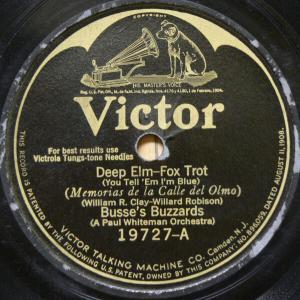 COPYRIGHT
"HIS MASTER'S VOICE"
Victor
For best results use
Victrola Tungs-tone Needles
Deep Elm–Fox Trot
(You Tell 'Em I'm Blue)
(Memorias de la Calle del Olmo)
(William R. Clay-Willard Robison)
Busse's Buzzards
(A Paul Whiteman Orchestra)
19727-A
VICTOR TALKING MACHINE CO. Camden, N.J.